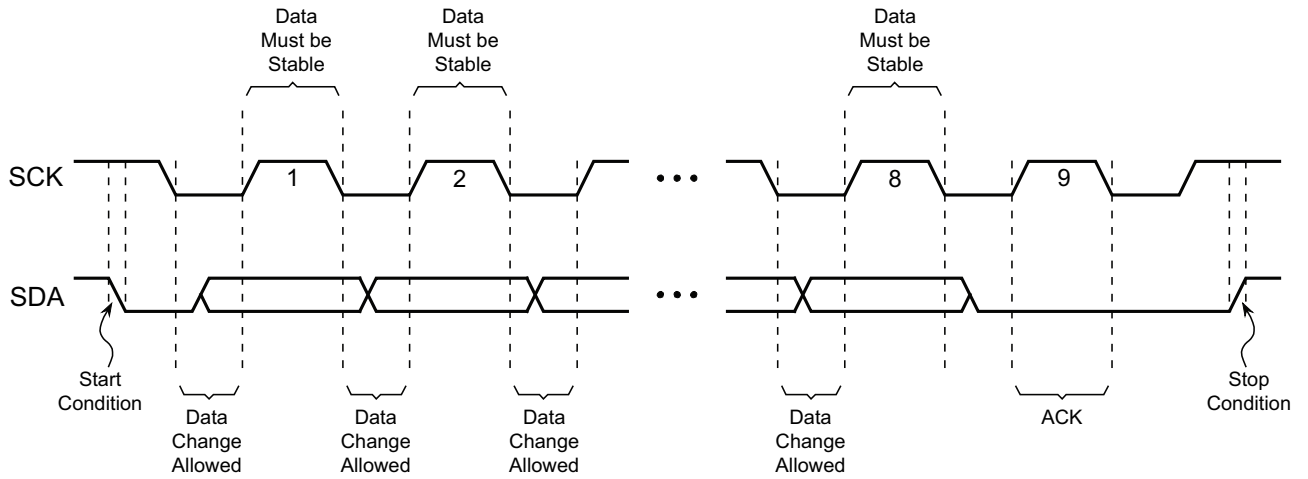 Data
Must be
Stable
Data
Must be
Stable
Data
Must be
Stable
SCK
1
2
8
9
SDA
Start
Condition
Data
Change
Allowed
Data
Change
Allowed
Data
Change
Allowed
Data
Change
Allowed
ACK
Stop
Condition